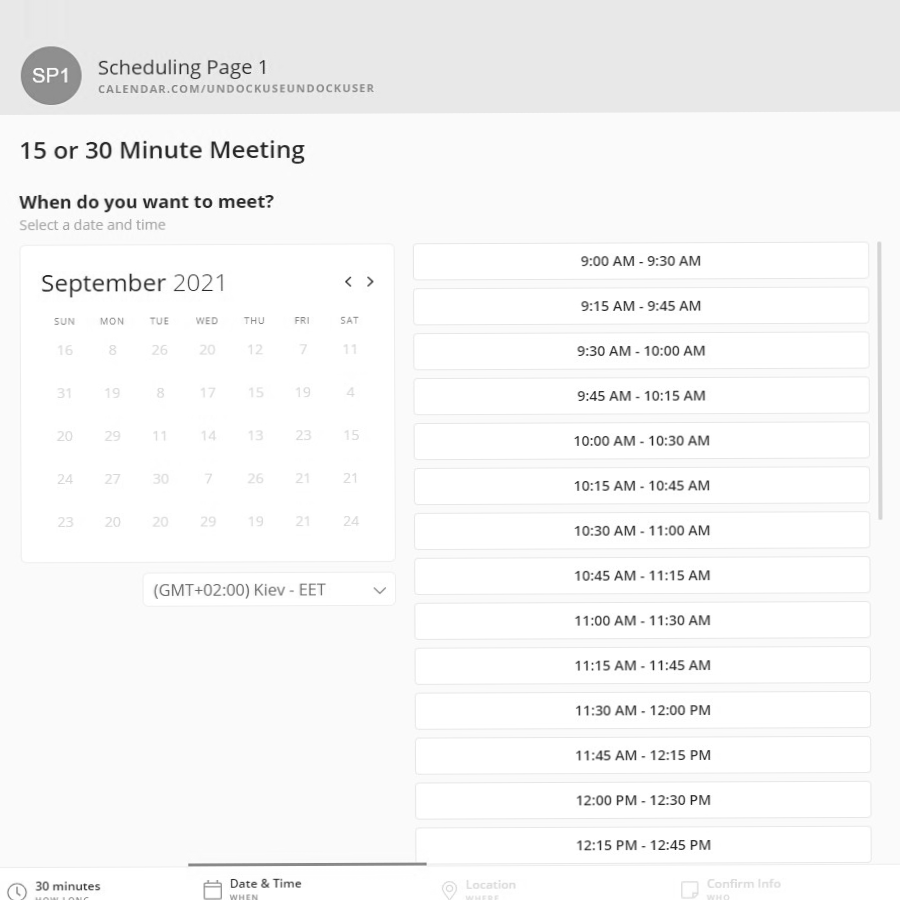 SP1
Scheduling Page 1
CALENDAR.COM/UNDOCKUSEUNDOCKUSER
15 or 30 Minute Meeting
When do you want to meet?
Select a date and time
September 2021
SUN MON TUE WED THU FRI SAT
16 8 26 20 12 7 11
31 19 8 17 15 19 4
20 29 11 14 13 23 15
24 27 30 7 26 21 21
23 20 20 29 19 21 24
(GMT+02:00) Kiev - EET
9:00 AM - 9:30 AM
9:15 AM - 9:45 AM
9:30 AM - 10:00 AM
9:45 AM - 10:15 AM
10:00 AM - 10:30 AM
10:15 AM - 10:45 AM
10:30 AM - 11:00 AM
10:45 AM - 11:15 AM
11:00 AM - 11:30 AM
11:15 AM - 11:45 AM
11:30 AM - 12:00 PM
11:45 AM - 12:15 PM
12:00 PM - 12:30 PM
12:15 PM - 12:45 PM
30 minutes
HOW LONG
Date & Time
WHEN
Location
WHERE
Confirm Info
WHO